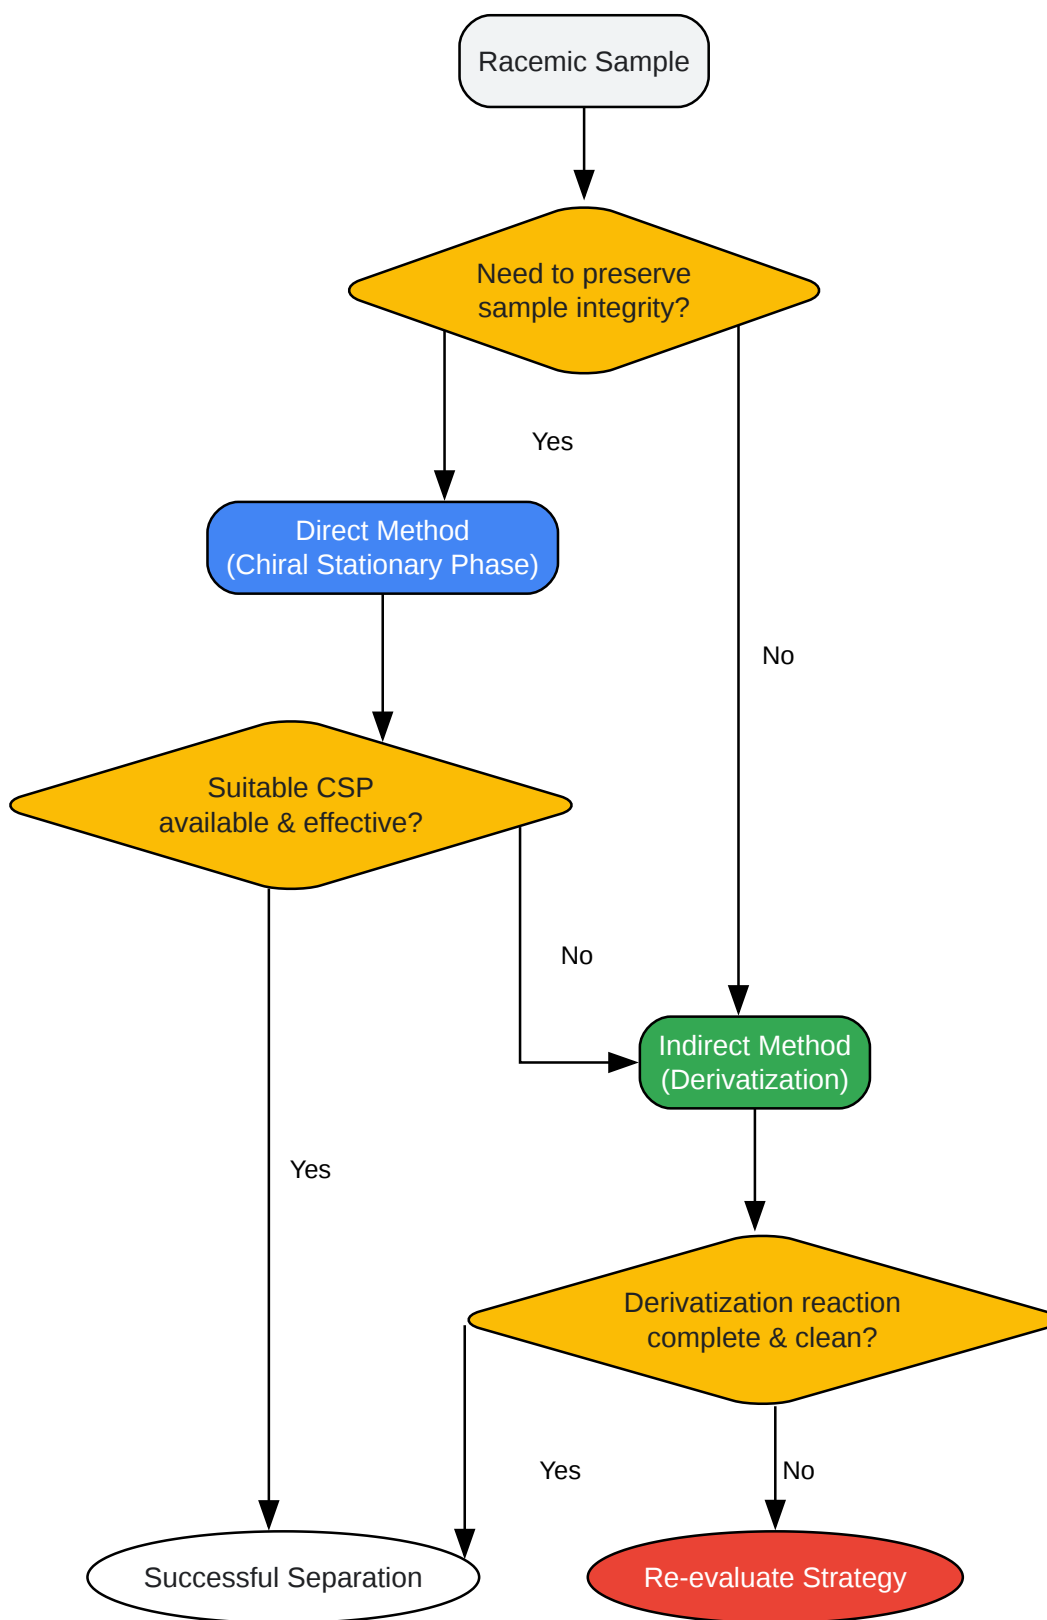 Racemic Sample
Need to preserve
sample integrity?
Yes
Direct Method
(Chiral Stationary Phase)
No
Suitable CSP
available & effective?
No
Indirect Method
(Derivatization)
Yes
Derivatization reaction
complete & clean?
Yes
No
Successful Separation
Re-evaluate Strategy